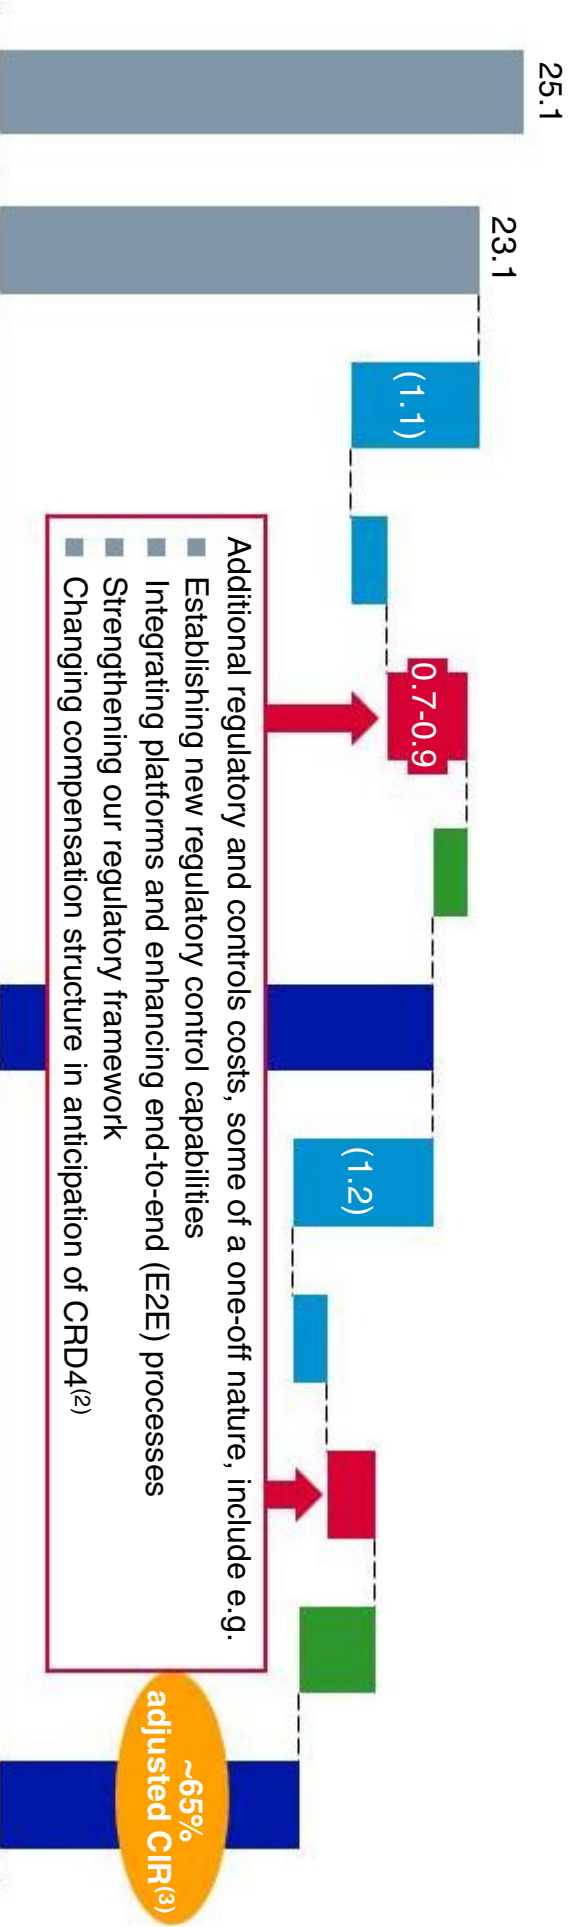 25.1
23.1
(1.1)
0.7-0.9
(1.2)
Additional regulatory and controls costs, some of a one-off nature, include e.g.
Establishing new regulatory control capabilities
Integrating platforms and enhancing end-to-end (E2E) processes
Strengthening our regulatory framework
Changing compensation structure in anticipation of CRD4(2)
~65%
adjusted CIR(3)